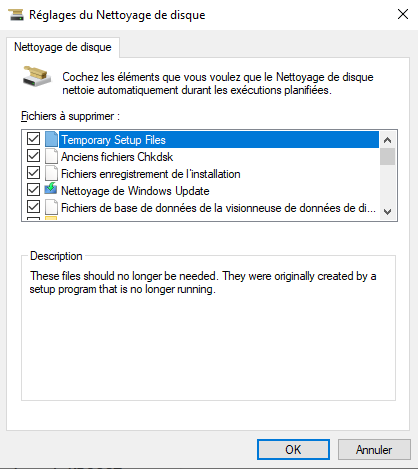 Réglages du Nettoyage de disque
Nettoyage de disque
Cochez les éléments que vous voulez que le Nettoyage de disque
nettoie automatiquement durant les exécutions planifiées.
Fichiers à supprimer :
Temporary Setup Files
Anciens fichiers Chkdsk
Fichiers enregistrement de l'installation
Nettoyage de Windows Update
Fichiers de base de données de la visionneuse de données de di...
Description
These files should no longer be needed. They were originally created by a
setup program that is no longer running.
OK
Annuler